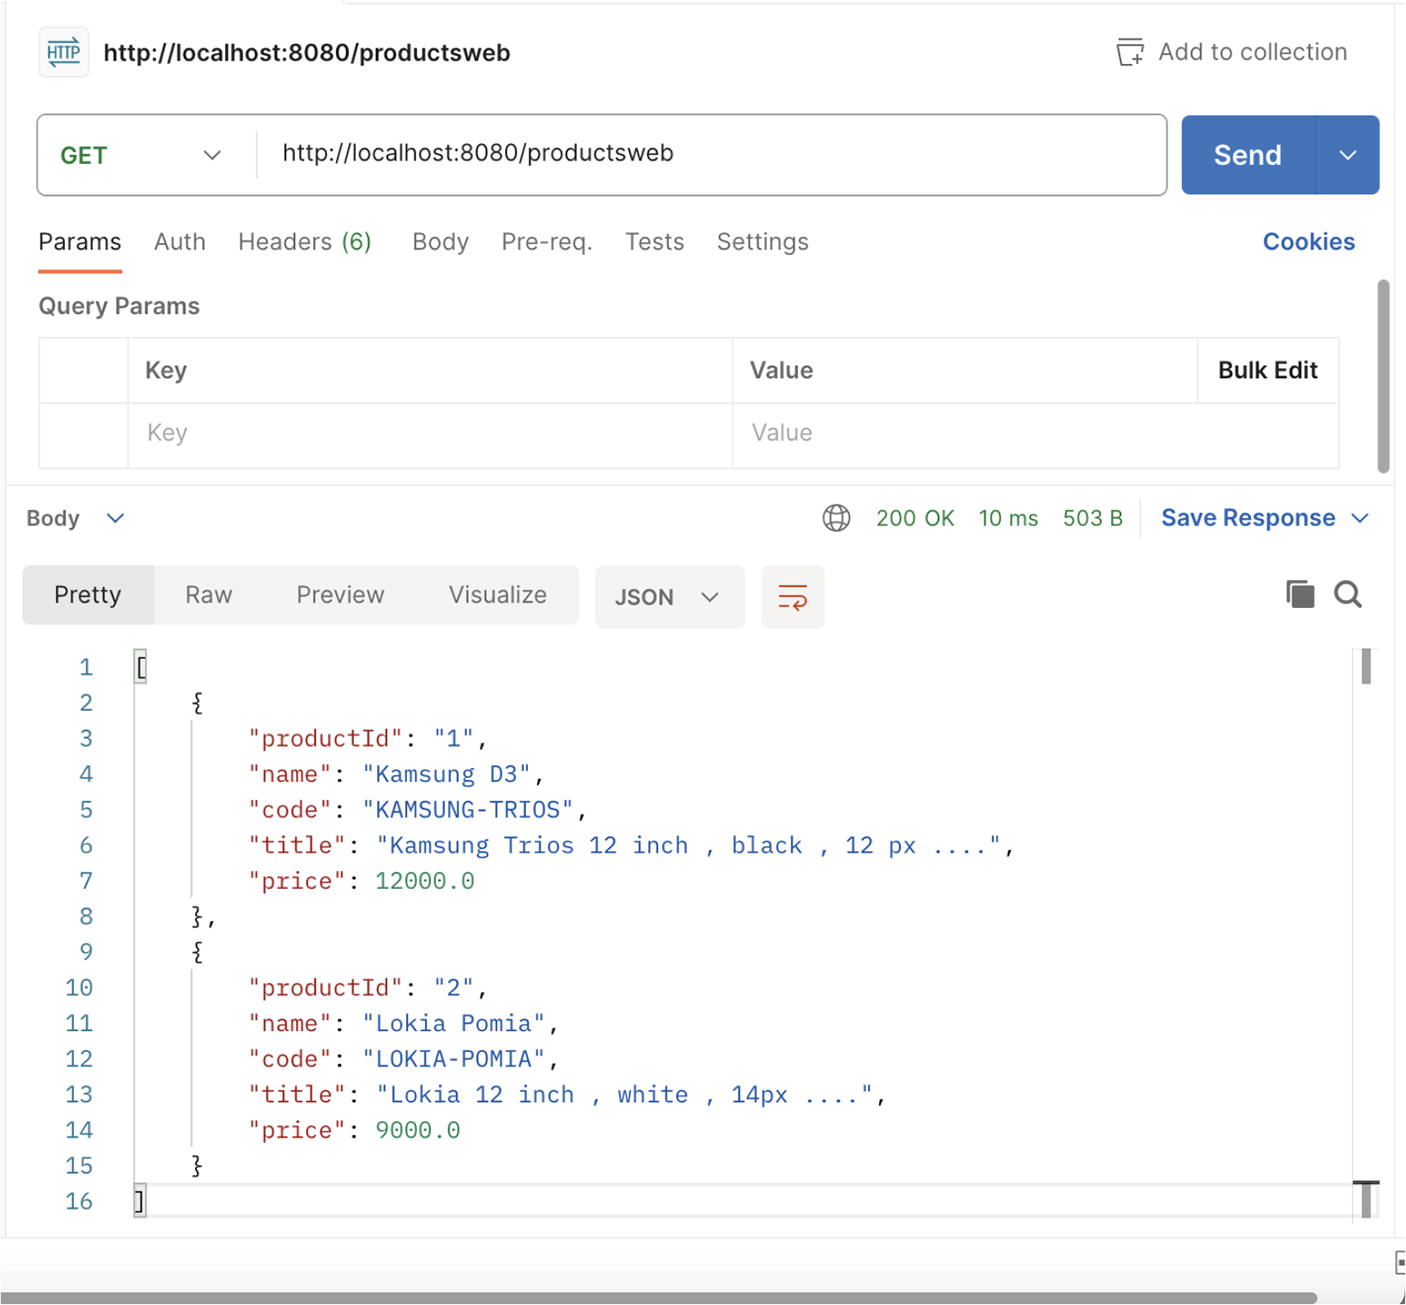 HTTP http://localhost:8080/productsweb Add to collection
GET http://localhost:8080/productsweb Send
Params Auth Headers (6) Body Pre-req. Tests Settings Cookies
Query Params
Key Value Bulk Edit
Key Value
Body 200 OK 10 ms 503 B Save Response
Pretty Raw Preview Visualize JSON
1 [
2 {
3 "productId": "1",
4 "name": "Kamsung D3",
5 "code": "KAMSUNG-TRIOS",
6 "title": "Kamsung Trios 12 inch , black , 12 px ....",
7 "price": 12000.0
8 },
9 {
10 "productId": "2",
11 "name": "Lokia Pomia",
12 "code": "LOKIA-POMIA",
13 "title": "Lokia 12 inch , white , 14px ....",
14 "price": 9000.0
15 }
16 ]